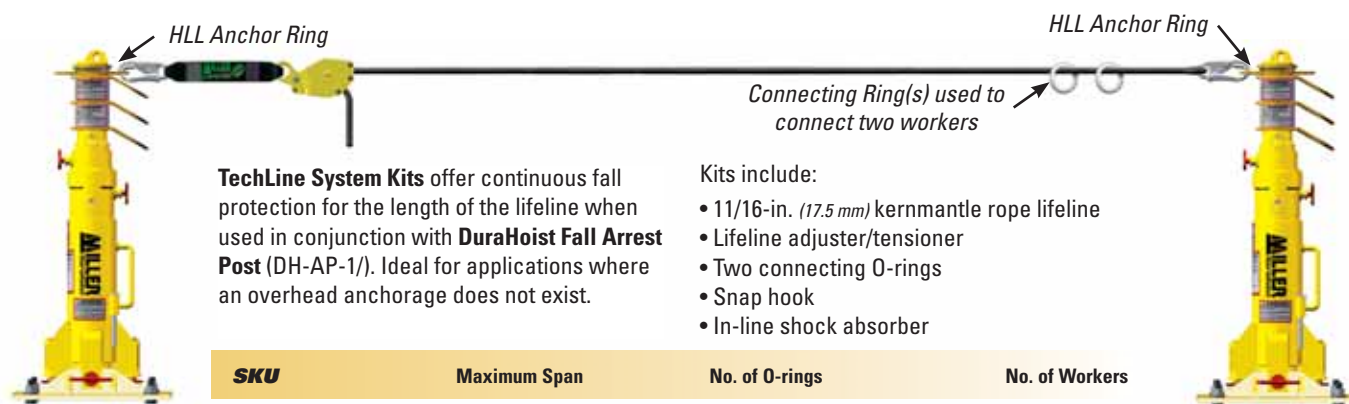 HLL Anchor Ring
HLL Anchor Ring
Connecting Ring(s) used to
connect two workers
TechLine System Kits offer continuous fall
protection for the length of the lifeline when
used in conjunction with DuraHoist Fall Arrest
Post (DH-AP-1/). Ideal for applications where
an overhead anchorage does not exist.
Kits include:
• 11/16-in. (17.5 mm) kernmantle rope lifeline
• Lifeline adjuster/tensioner
• Two connecting O-rings
• Snap hook
• In-line shock absorber
MILLER
MILLER
SKU Maximum Span No. of O-rings No. of Workers